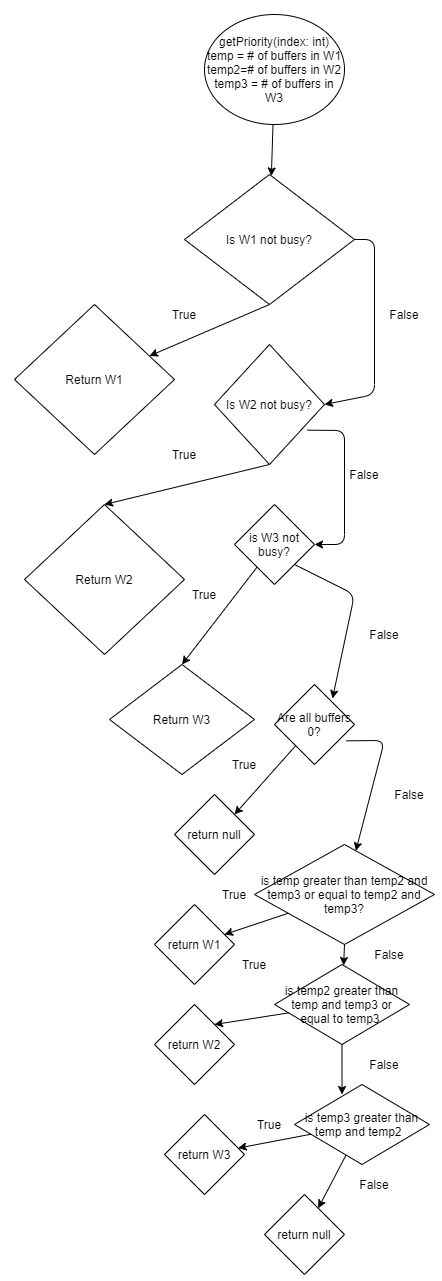 getPriority(index: int)
temp = # of buffers in W1
temp2=# of buffers in W2
temp3 = # of buffers in
W3
Is W1 not busy?
True
False
Return W1
Is W2 not busy?
True
False
Return W2
is W3 not
busy?
True
False
Return W3
Are all buffers
0?
True
False
return null
is temp greater than temp2 and
temp3 or equal to temp2 and
temp3?
True
False
return W1
is temp2 greater than
temp and temp3 or
equal to temp3
True
False
return W2
is temp3 greater than
temp and temp2
True
False
return W3
return null